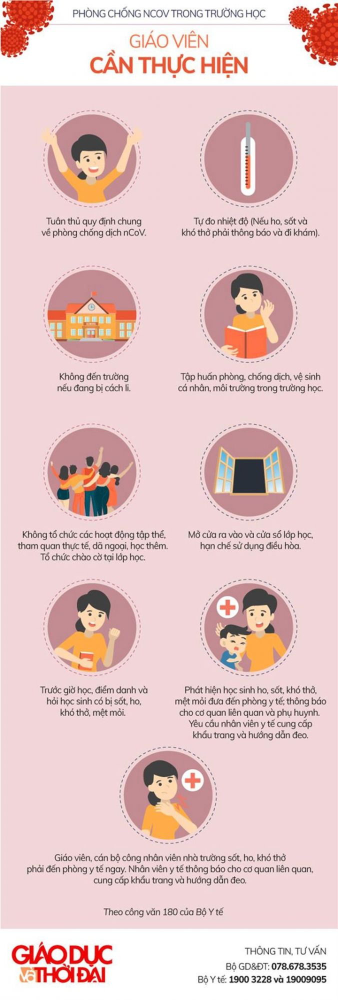 PHÒNG CHỐNG NCOV TRONG TRƯỜNG HỌC
GIÁO VIÊN
CẦN THỰC HIỆN
Tuân thủ quy định chung
về phòng chống dịch nCoV.
Tự đo nhiệt độ (Nếu ho, sốt và
khó thở phải thông báo và đi khám).
Không đến trường
nếu đang bị cách li.
Tập huấn phòng, chống dịch, vệ sinh
cá nhân, môi trường trong trường học.
Không tổ chức các hoạt động tập thể,
tham quan thực tế, dã ngoại, học thêm.
Tổ chức chào cờ tại lớp học.
Mở cửa ra vào và cửa sổ lớp học,
hạn chế sử dụng điều hòa.
Trước giờ học, điểm danh và
hỏi học sinh có bị sốt, ho,
khó thở, mệt mỏi.
Phát hiện học sinh ho, sốt, khó thở,
mệt mỏi đưa đến phòng y tế; thông báo
cho cơ quan liên quan và phụ huynh.
Yêu cầu nhân viên y tế cung cấp
khẩu trang và hướng dẫn đeo.
Giáo viên, cán bộ công nhân viên nhà trường sốt, ho, khó thở
phải đến phòng y tế ngay. Nhân viên y tế thông báo cho cơ quan liên quan,
cung cấp khẩu trang và hướng dẫn đeo.
Theo công văn 180 của Bộ Y tế
GIÁO DỤC
và THỜI ĐẠI
THÔNG TIN, TƯ VẤN
Bộ GD&ĐT: 078.678.3535
Bộ Y tế: 1900 3228 và 19009095